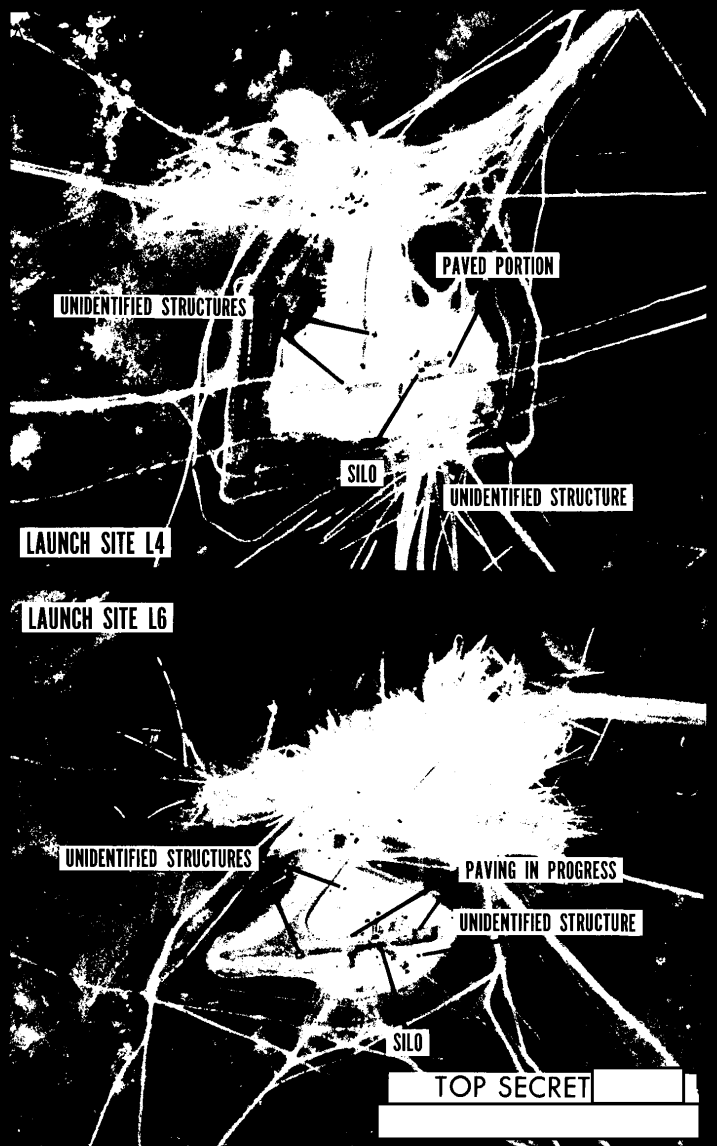 PAVED PORTION
UNIDENTIFIED STRUCTURES
SILO
UNIDENTIFIED STRUCTURE
LAUNCH SITE L4
LAUNCH SITE L6
UNIDENTIFIED STRUCTURES
PAVING IN PROGRESS
UNIDENTIFIED STRUCTURE
SILO
TOP SECRET